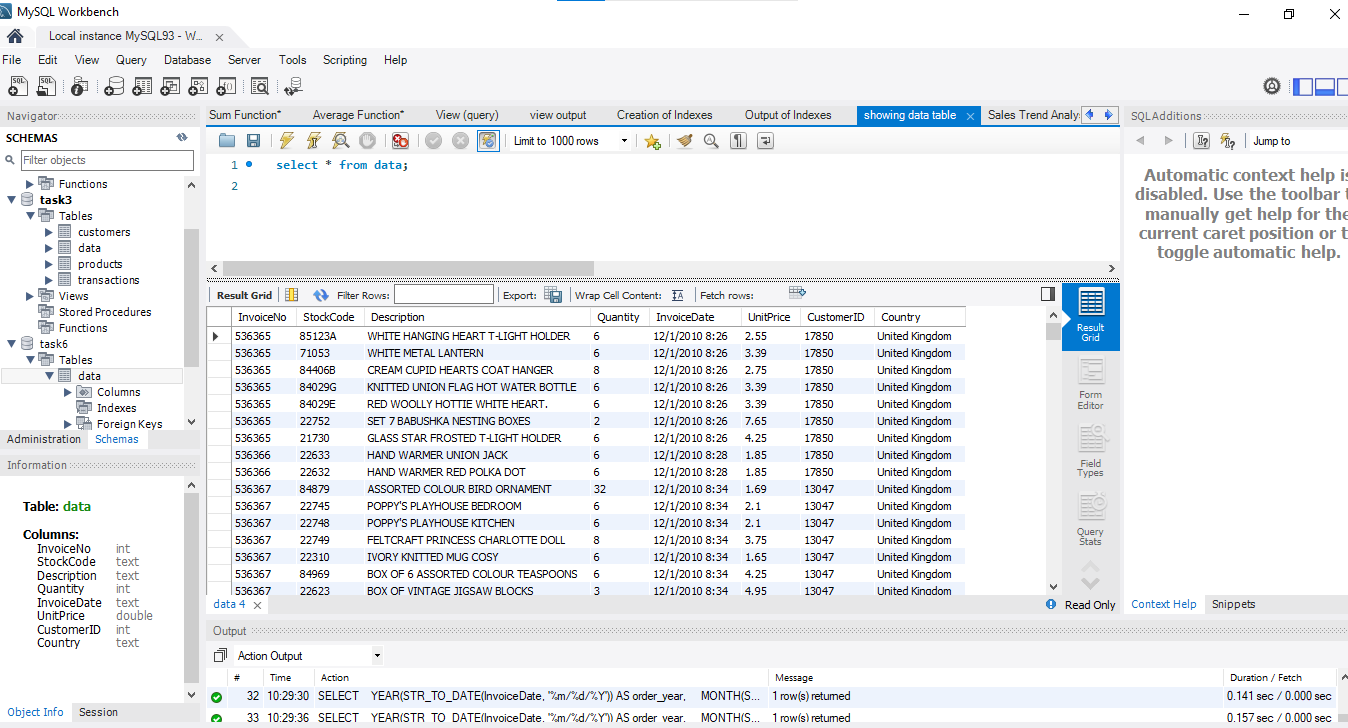 MySQL Workbench
Local instance MySQL93 - W...
File Edit View Query Database Server Tools Scripting Help
Navigator
SCHEMAS
Filter objects
Functions
task3
Tables
customers
data
products
transactions
Views
Stored Procedures
Functions
task6
Tables
data
Columns
Indexes
Foreign Keys
Administration Schemas
Information
Table: data
Columns:
InvoiceNo int
StockCode text
Description text
Quantity int
InvoiceDate text
UnitPrice double
CustomerID int
Country text
Object Info Session
Sum Function* Average Function* View (query) view output Creation of Indexes Output of Indexes showing data table Sales Trend Analy
Limit to 1000 rows
1 select * from data;
2
Result Grid Filter Rows: Export: Wrap Cell Content: Fetch rows:
InvoiceNo StockCode Description Quantity InvoiceDate UnitPrice CustomerID Country
536365 85123A WHITE HANGING HEART T-LIGHT HOLDER 6 12/1/2010 8:26 2.55 17850 United Kingdom
536365 71053 WHITE METAL LANTERN 6 12/1/2010 8:26 3.39 17850 United Kingdom
536365 84406B CREAM CUPID HEARTS COAT HANGER 8 12/1/2010 8:26 2.75 17850 United Kingdom
536365 84029G KNITTED UNION FLAG HOT WATER BOTTLE 6 12/1/2010 8:26 3.39 17850 United Kingdom
536365 84029E RED WOOLLY HOTTIE WHITE HEART. 6 12/1/2010 8:26 3.39 17850 United Kingdom
536365 22752 SET 7 BABUSHKA NESTING BOXES 2 12/1/2010 8:26 7.65 17850 United Kingdom
536365 21730 GLASS STAR FROSTED T-LIGHT HOLDER 6 12/1/2010 8:26 4.25 17850 United Kingdom
536366 22633 HAND WARMER UNION JACK 6 12/1/2010 8:28 1.85 17850 United Kingdom
536366 22632 HAND WARMER RED POLKA DOT 6 12/1/2010 8:28 1.85 17850 United Kingdom
536367 84879 ASSORTED COLOUR BIRD ORNAMENT 32 12/1/2010 8:34 1.69 13047 United Kingdom
536367 22745 POPPY'S PLAYHOUSE BEDROOM 6 12/1/2010 8:34 2.1 13047 United Kingdom
536367 22748 POPPY'S PLAYHOUSE KITCHEN 6 12/1/2010 8:34 2.1 13047 United Kingdom
536367 22749 FELTCRAFT PRINCESS CHARLOTTE DOLL 8 12/1/2010 8:34 3.75 13047 United Kingdom
536367 22310 IVORY KNITTED MUG COSY 6 12/1/2010 8:34 1.65 13047 United Kingdom
536367 84969 BOX OF 6 ASSORTED COLOUR TEASPOONS 6 12/1/2010 8:34 4.25 13047 United Kingdom
536367 22623 BOX OF VINTAGE JIGSAW BLOCKS 3 12/1/2010 8:34 4.95 13047 United Kingdom
data 4
Read Only
Result
Grid
Form
Editor
Field
Types
Query
Stats
SQLAdditions
Jump to
Automatic context help is
disabled. Use the toolbar t
manually get help for the
current caret position or t
toggle automatic help.
Context Help Snippets
Output
Action Output
# Time Action Message Duration / Fetch
32 10:29:30 SELECT YEAR(STR_TO_DATE(InvoiceDate, '%m/%d/%Y')) AS order_year, MONTH(S... 1 row(s) returned 0.141 sec / 0.000 sec
33 10:29:36 SELECT YEAR(STR_TO_DATE(InvoiceDate, '%m/%d/%Y')) AS order_year, MONTH(S... 1 row(s) returned 0.157 sec / 0.000 sec